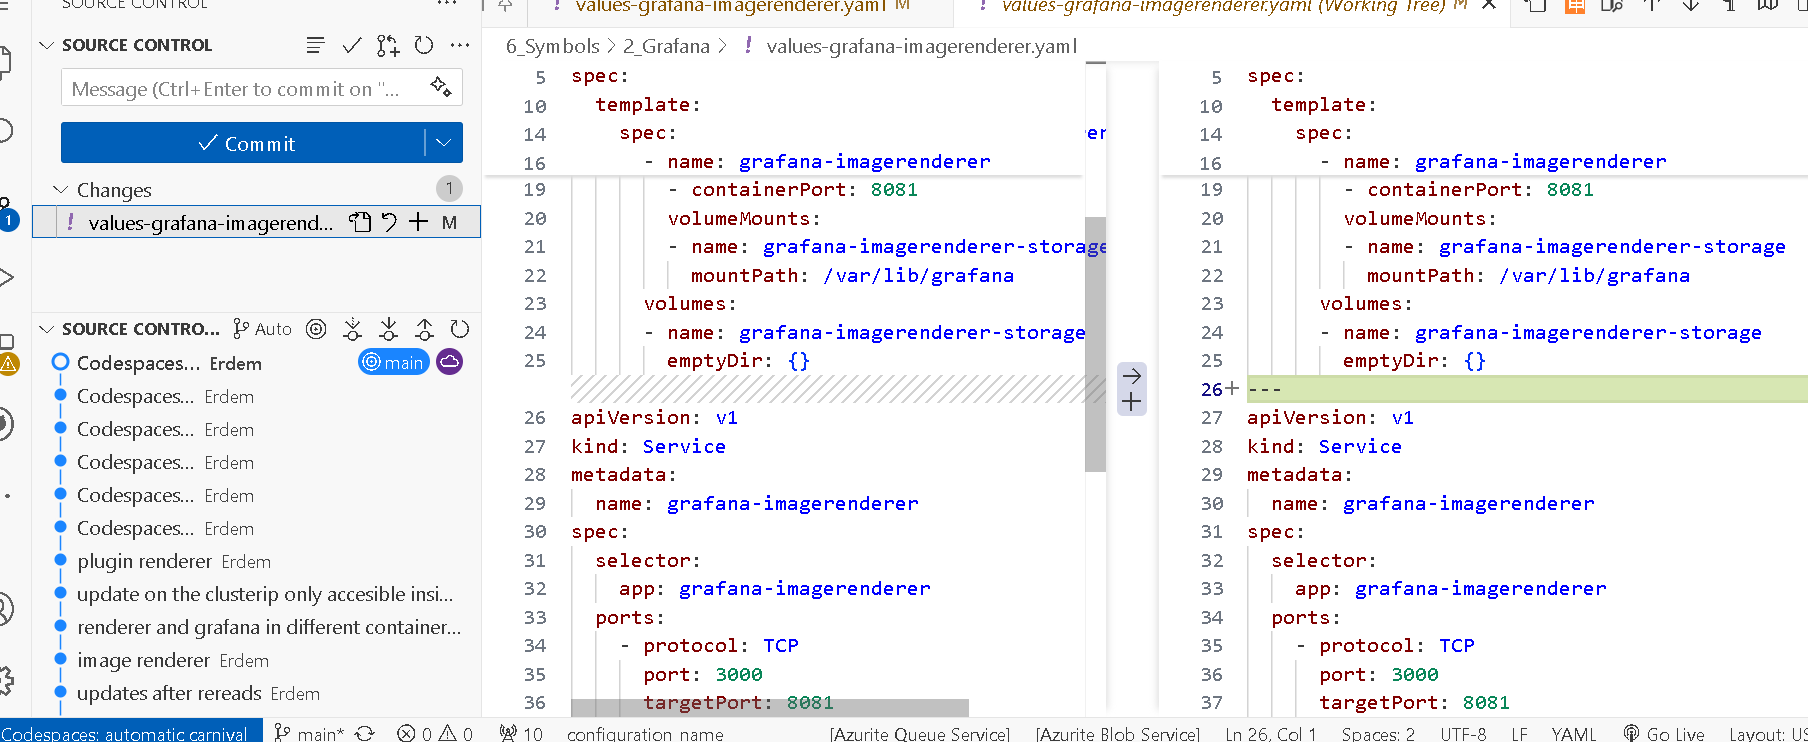 SOURCE CONTROL
values-grafana-imagerenderer.yaml M
values-grafana-imagerenderer.yaml (Working Tree) M
SOURCE CONTROL
6_Symbols > 2_Grafana > ! values-grafana-imagerenderer.yaml
Message (Ctrl+Enter to commit on "...
Commit
Changes 1
! values-grafana-imagerend... M
1
SOURCE CONTRO... Auto
Codespaces... Erdem main
Codespaces... Erdem
Codespaces... Erdem
Codespaces... Erdem
Codespaces... Erdem
Codespaces... Erdem
plugin renderer Erdem
update on the clusterip only accesible insi...
renderer and grafana in different container...
image renderer Erdem
updates after rereads Erdem
5 spec:
10 template:
14 spec:
16 - name: grafana-imagerenderer
19 - containerPort: 8081
20 volumeMounts:
21 - name: grafana-imagerenderer-storage
22 mountPath: /var/lib/grafana
23 volumes:
24 - name: grafana-imagerenderer-storage
25 emptyDir: {}
26 apiVersion: v1
27 kind: Service
28 metadata:
29 name: grafana-imagerenderer
30 spec:
31 selector:
32 app: grafana-imagerenderer
33 ports:
34 - protocol: TCP
35 port: 3000
36 targetPort: 8081
5 spec:
10 template:
14 spec:
16 - name: grafana-imagerenderer
19 - containerPort: 8081
20 volumeMounts:
21 - name: grafana-imagerenderer-storage
22 mountPath: /var/lib/grafana
23 volumes:
24 - name: grafana-imagerenderer-storage
25 emptyDir: {}
26+ ---
27 apiVersion: v1
28 kind: Service
29 metadata:
30 name: grafana-imagerenderer
31 spec:
32 selector:
33 app: grafana-imagerenderer
34 ports:
35 - protocol: TCP
36 port: 3000
37 targetPort: 8081
Codespaces: automatic carnival main* 0 0 10 configuration name [Azurite Queue Service] [Azurite Blob Service] Ln 26, Col 1 Spaces: 2 UTF-8 LF YAML Go Live Layout: US